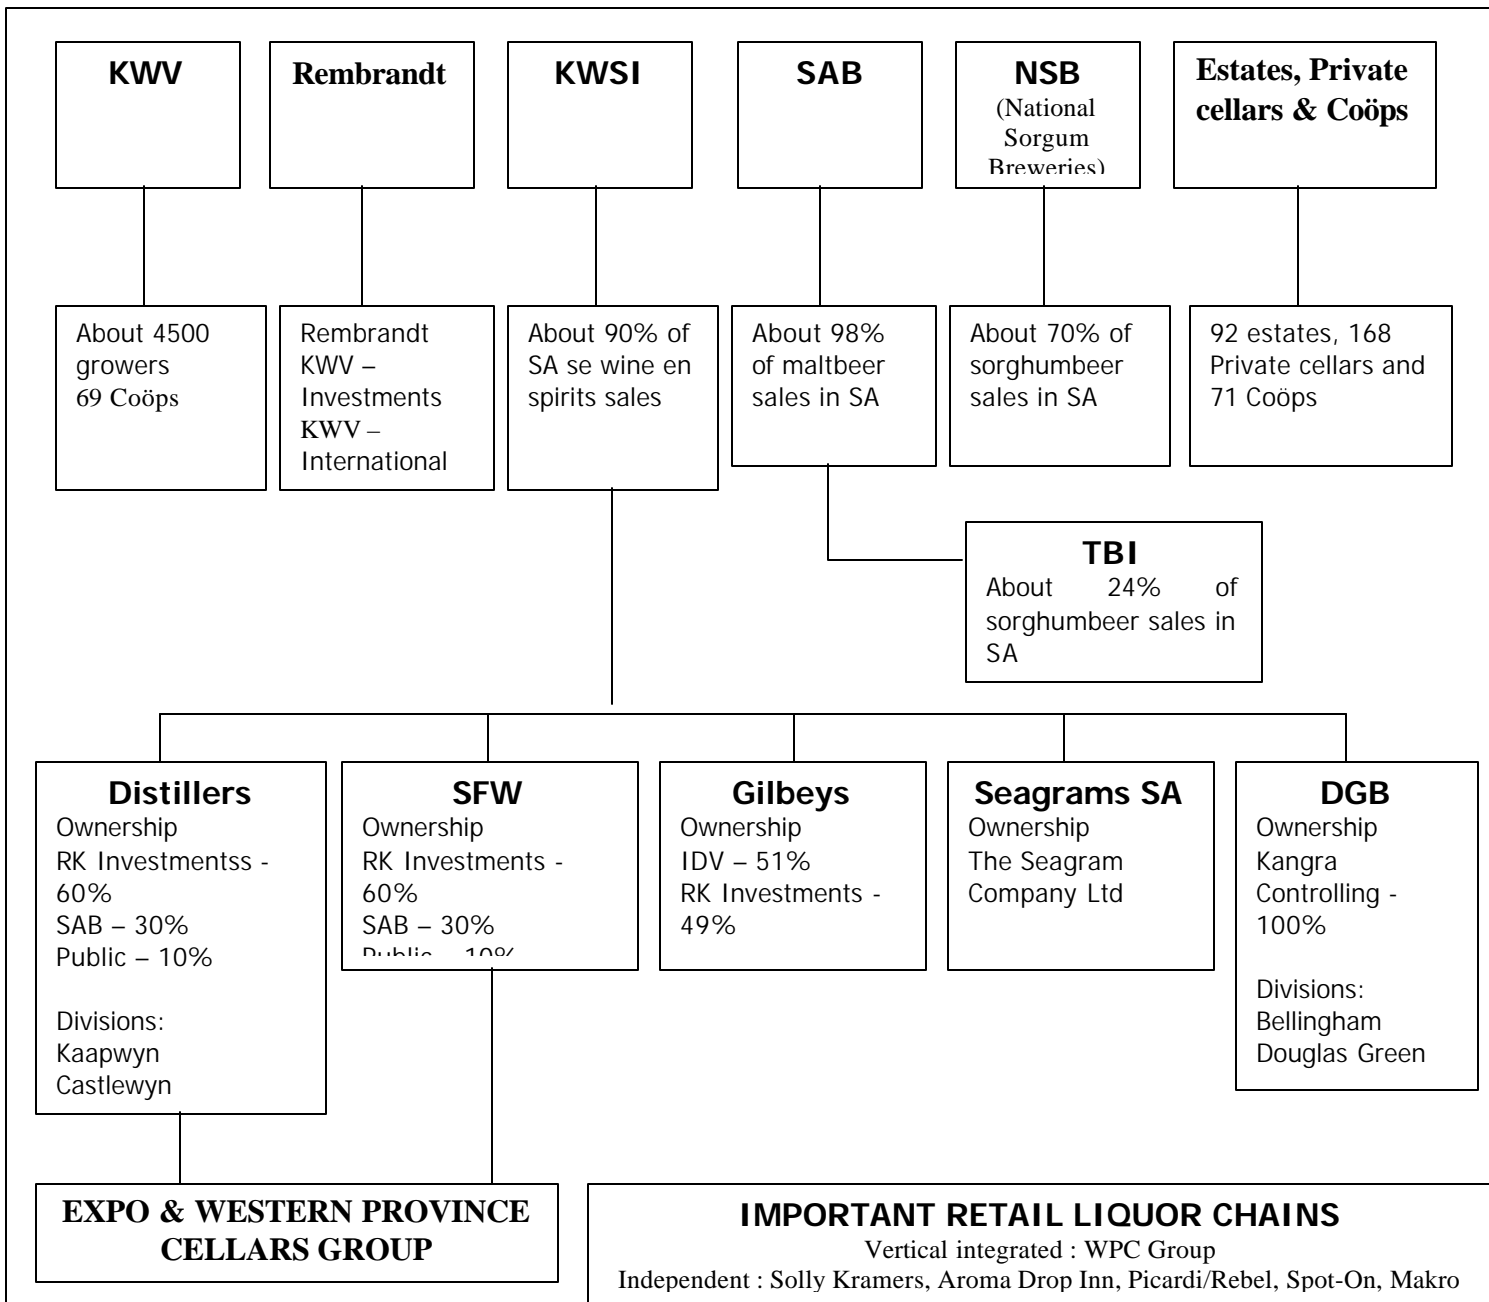 KWV
Rembrandt
KWSI
SAB
NSB
(National
Sorgum
Breweries)
Estates, Private
cellars & Coöps
About 4500
growers
69 Coöps
Rembrandt
KWV –
Investments
KWV –
International
About 90% of
SA se wine en
spirits sales
About 98%
of maltbeer
sales in SA
About 70% of
sorghumbeer
sales in SA
92 estates, 168
Private cellars and
71 Coöps
TBI
About 24% of
sorghumbeer sales in
SA
Distillers
Ownership
RK Investmentss -
60%
SAB – 30%
Public – 10%
Divisions:
Kaapwyn
Castlewyn
SFW
Ownership
RK Investments -
60%
SAB – 30%
Public – 10%
Gilbeys
Ownership
IDV – 51%
RK Investments -
49%
Seagrams SA
Ownership
The Seagram
Company Ltd
DGB
Ownership
Kangra
Controlling -
100%
Divisions:
Bellingham
Douglas Green
EXPO & WESTERN PROVINCE
CELLARS GROUP
IMPORTANT RETAIL LIQUOR CHAINS
Vertical integrated : WPC Group
Independent : Solly Kramers, Aroma Drop Inn, Picardi/Rebel, Spot-On, Makro